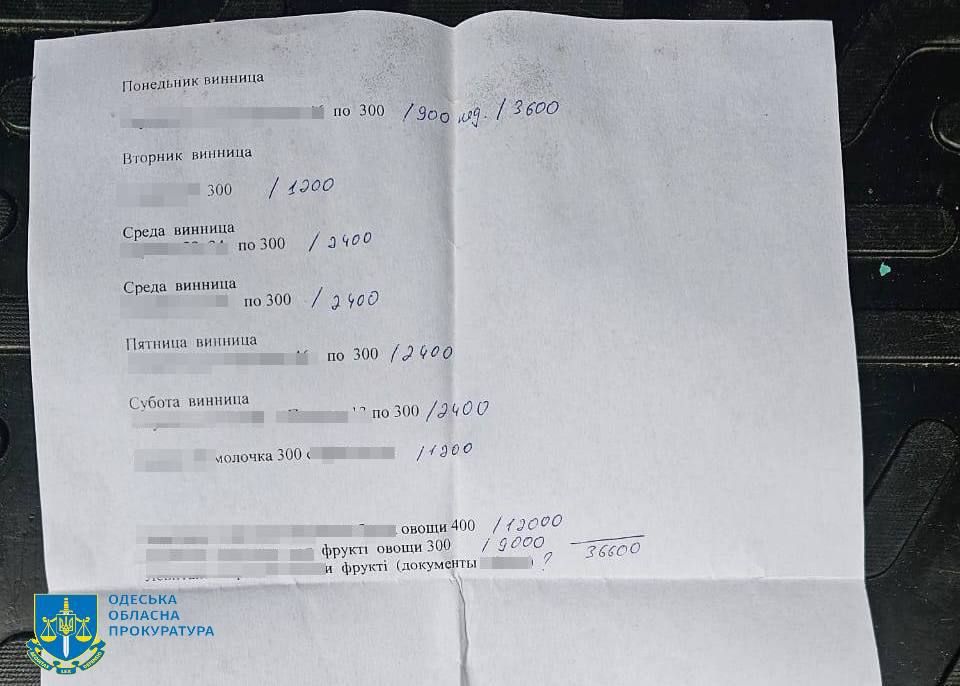 Понедельник винница
по 300 /900 нед. / 3600
Вторник винница
300 / 1200
Среда винница
по 300 / 2400
Среда винница
по 300 / 2400
Пятница винница
по 300 / 2400
Субота винница
по 300 / 2400
молочка 300 с /1200
овощи 400 /12000
фрукті овощи 300 / 9000 36600
и фрукті (документы ) ?
ОДЕСЬКА
ОБЛАСНА
ПРОКУРАТУРА